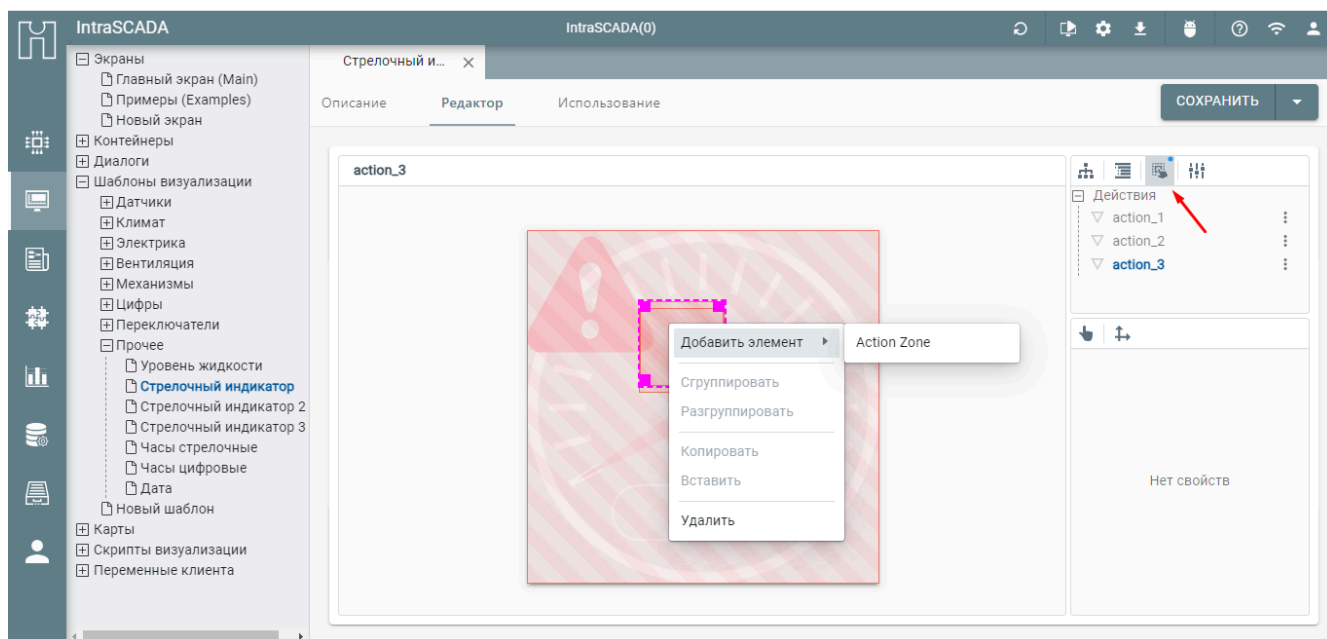 IntraSCADA
IntraSCADA(0)
Экраны
Главный экран (Main)
Примеры (Examples)
Новый экран
Контейнеры
Диалоги
Шаблоны визуализации
Датчики
Климат
Электрика
Вентиляция
Механизмы
Цифры
Переключатели
Прочее
Уровень жидкости
Стрелочный индикатор
Стрелочный индикатор 2
Стрелочный индикатор 3
Часы стрелочные
Часы цифровые
Дата
Новый шаблон
Карты
Скрипты визуализации
Переменные клиента
Стрелочный и...
Описание
Редактор
Использование
СОХРАНИТЬ
action_3
Добавить элемент
Action Zone
Сгруппировать
Разгруппировать
Копировать
Вставить
Удалить
Действия
action_1
action_2
action_3
Нет свойств